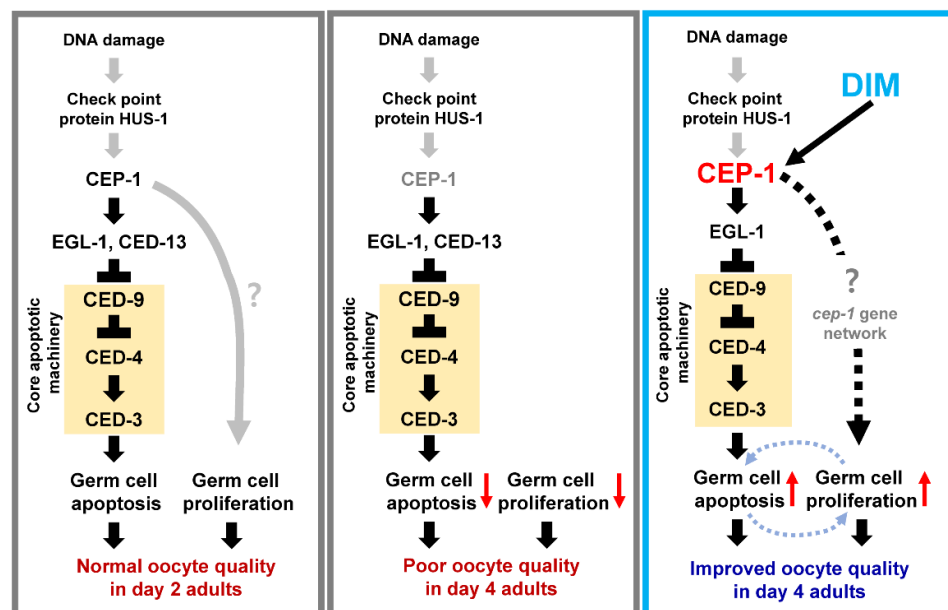 DNA damage
Check point
protein HUS-1
CEP-1
EGL-1, CED-13
?
Core apoptotic
machinery
CED-9
CED-4
CED-3
Germ cell
apoptosis
Germ cell
proliferation
Normal oocyte quality
in day 2 adults
DNA damage
Check point
protein HUS-1
CEP-1
EGL-1, CED-13
Core apoptotic
machinery
CED-9
CED-4
CED-3
Germ cell
apoptosis
Germ cell
proliferation
Poor oocyte quality
in day 4 adults
DNA damage
DIM
Check point
protein HUS-1
CEP-1
EGL-1
?
cep-1 gene
network
Core apoptotic
machinery
CED-9
CED-4
CED-3
Germ cell
apoptosis
Germ cell
proliferation
Improved oocyte quality
in day 4 adults